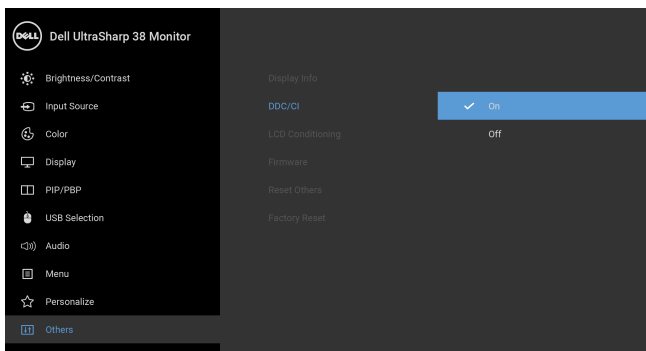 DELL Dell UltraSharp 38 Monitor
Brightness/Contrast Display Info
Input Source DDC/CI On
Color LCD Conditioning Off
Display Firmware
PIP/PBP Reset Others
USB Selection Factory Reset
Audio
Menu
Personalize
Others